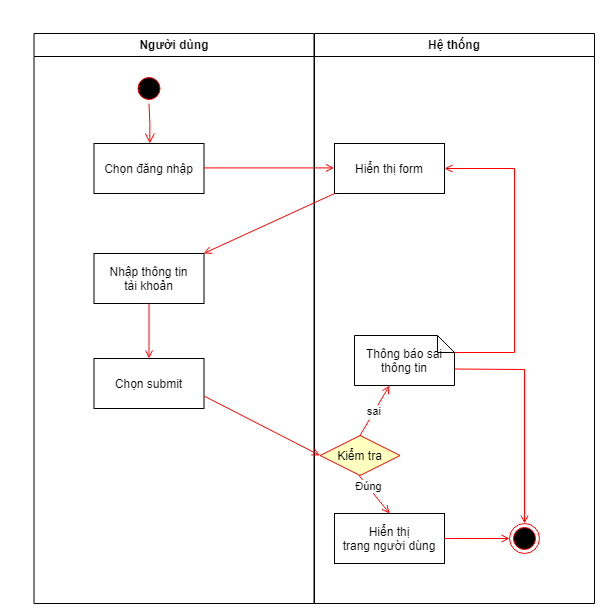 Người dùng
Hệ thống
Chọn đăng nhập
Hiển thị form
Nhập thông tin
tài khoản
Thông báo sai
thông tin
Chọn submit
sai
Kiểm tra
Đúng
Hiển thị
trang người dùng